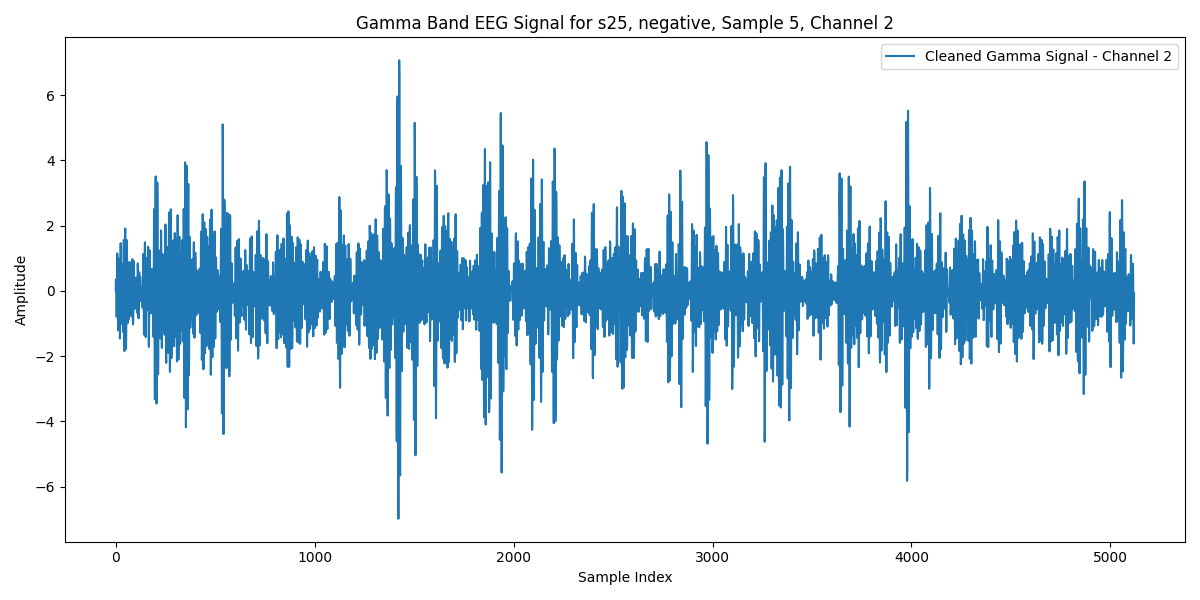 Gamma Band EEG Signal for s25, negative, Sample 5, Channel 2
Cleaned Gamma Signal - Channel 2
Amplitude
6
4
2
0
−2
−4
−6
0 1000 2000 3000 4000 5000
Sample Index